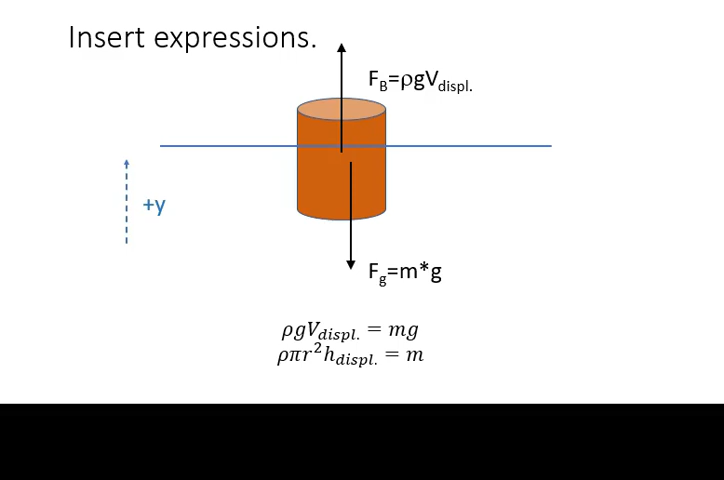 Insert expressions.
F_B=ρgV_displ.
+y
F_g=m*g
ρgV_displ. = mg
ρπr²h_displ. = m